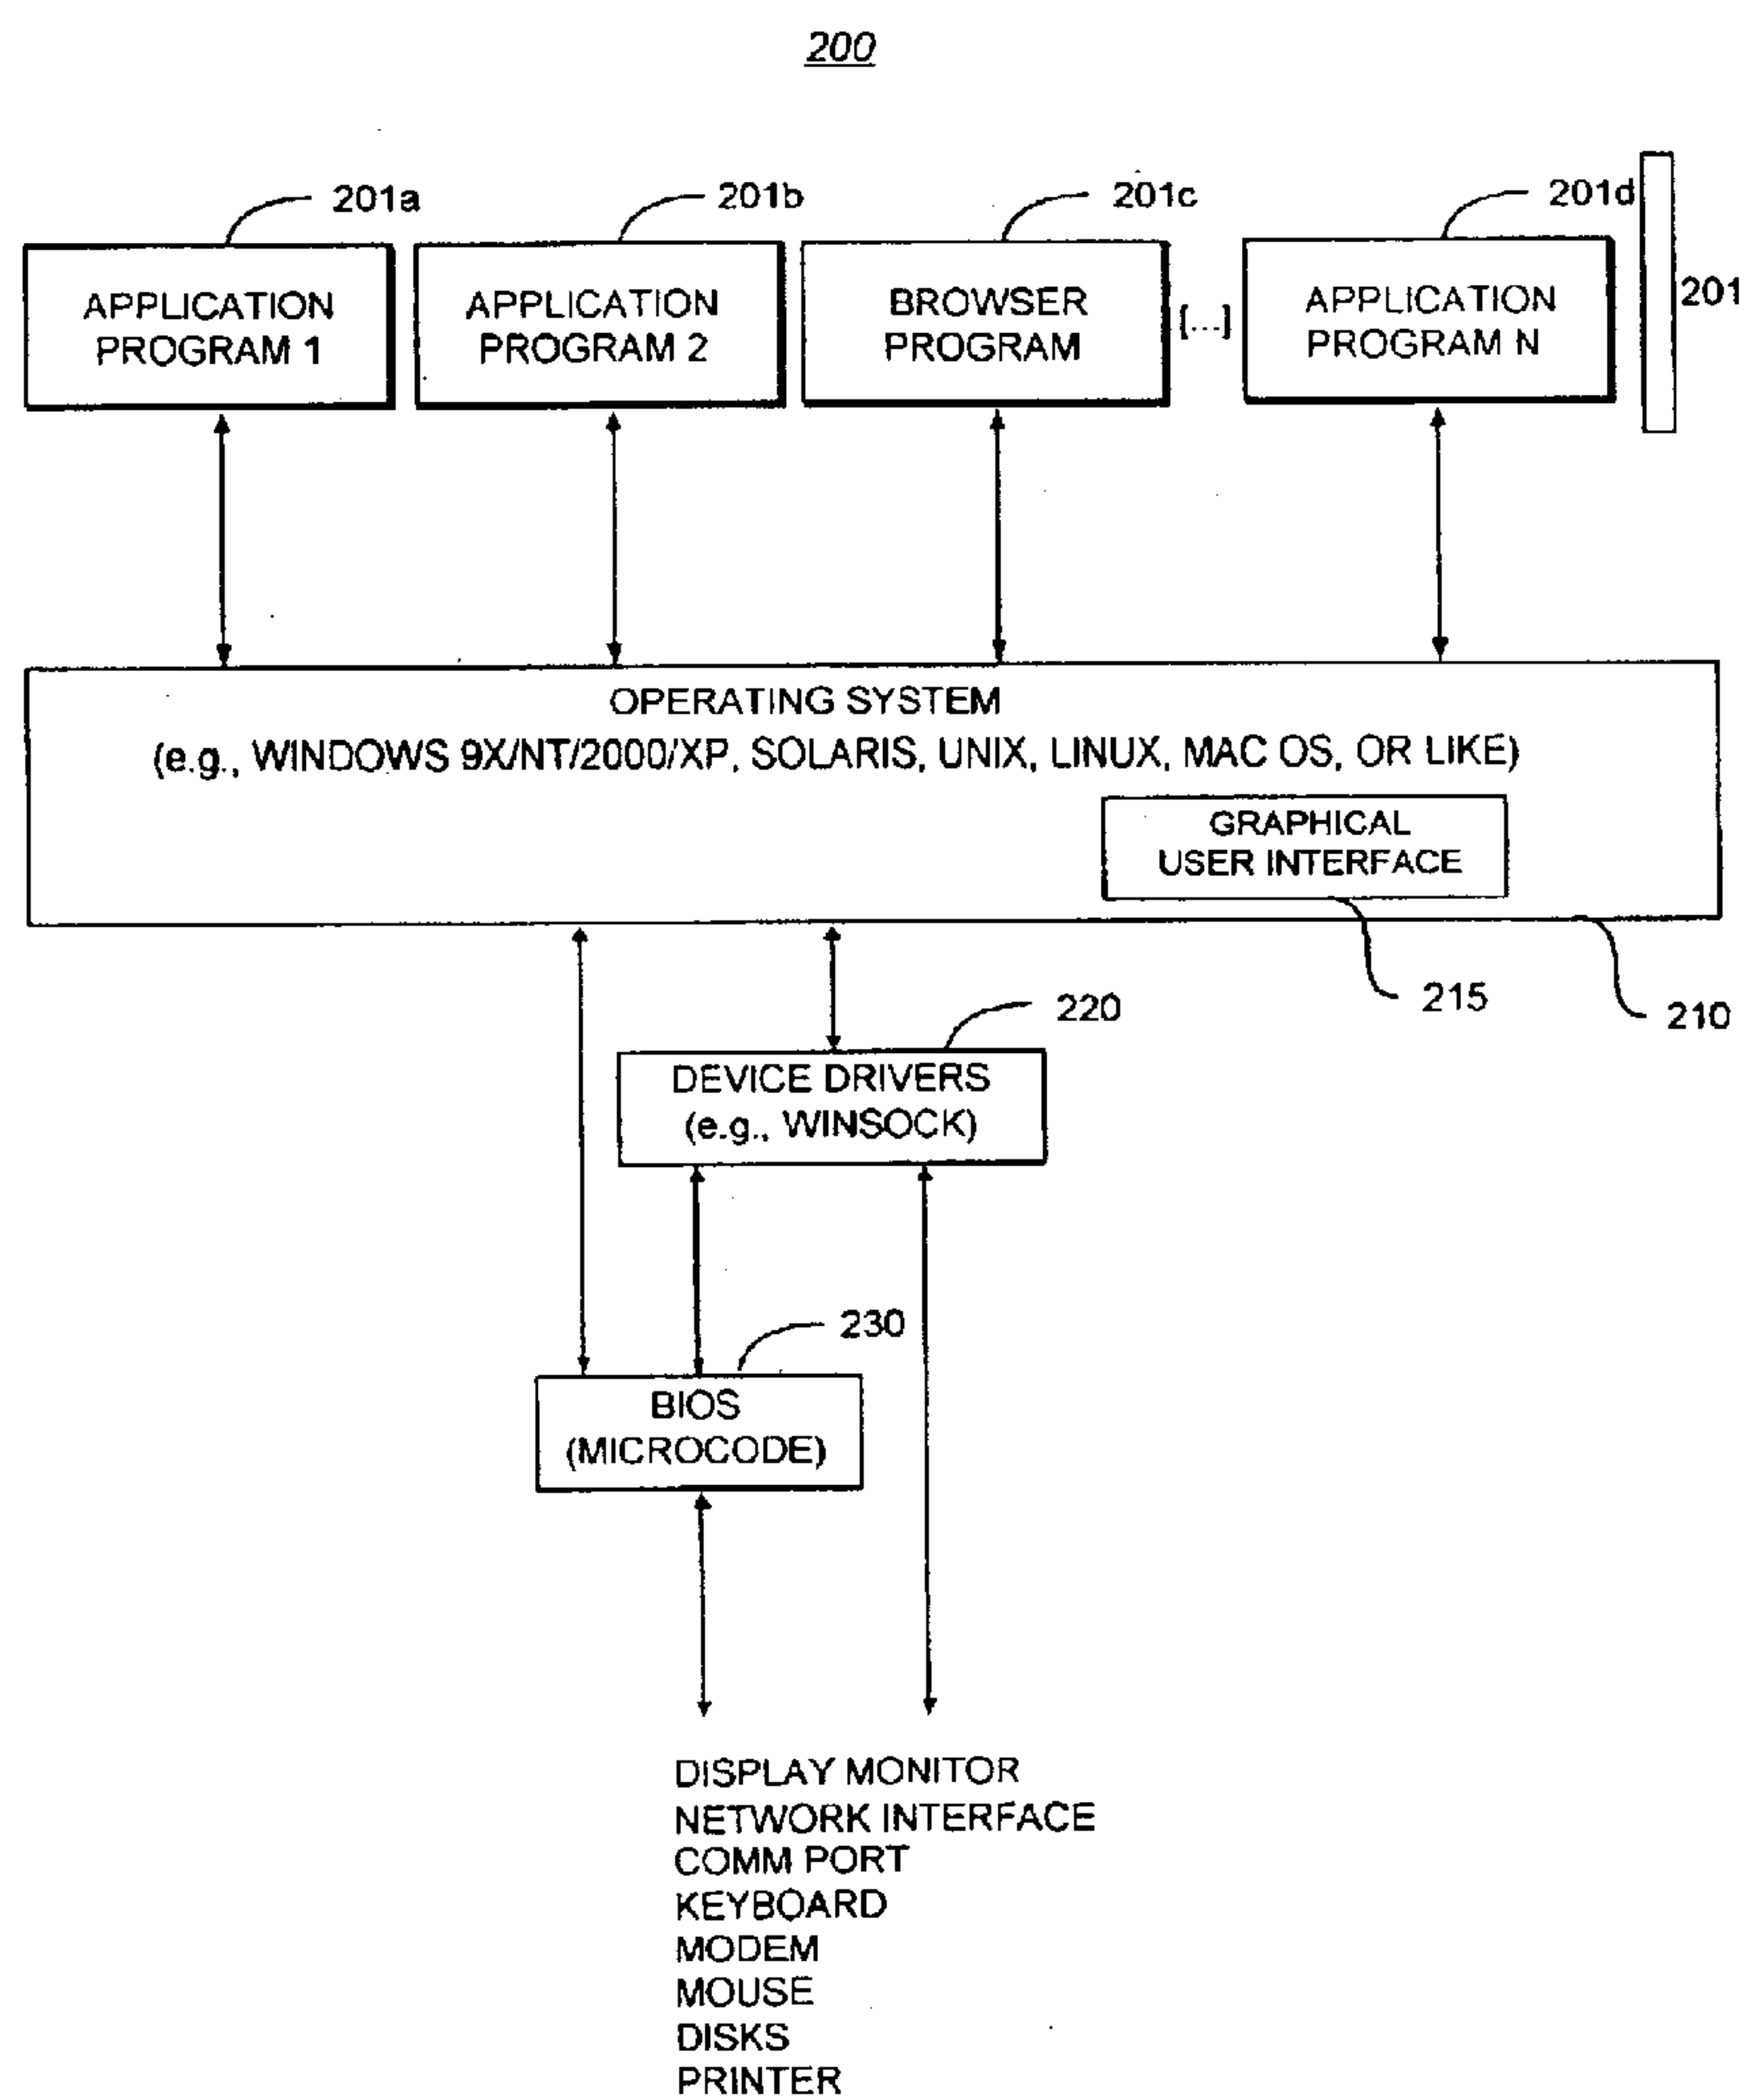 200
201a
201b
201c
201d
APPLICATION
PROGRAM 1
APPLICATION
PROGRAM 2
BROWSER
PROGRAM
[...]
APPLICATION
PROGRAM N
201
OPERATING SYSTEM
(e.g., WINDOWS 9X/NT/2000/XP, SOLARIS, UNIX, LINUX, MAC OS, OR LIKE)
GRAPHICAL
USER INTERFACE
215
210
220
DEVICE DRIVERS
(e.g., WINSOCK)
230
BIOS
(MICROCODE)
DISPLAY MONITOR
NETWORK INTERFACE
COMM PORT
KEYBOARD
MODEM
MOUSE
DISKS
PRINTER